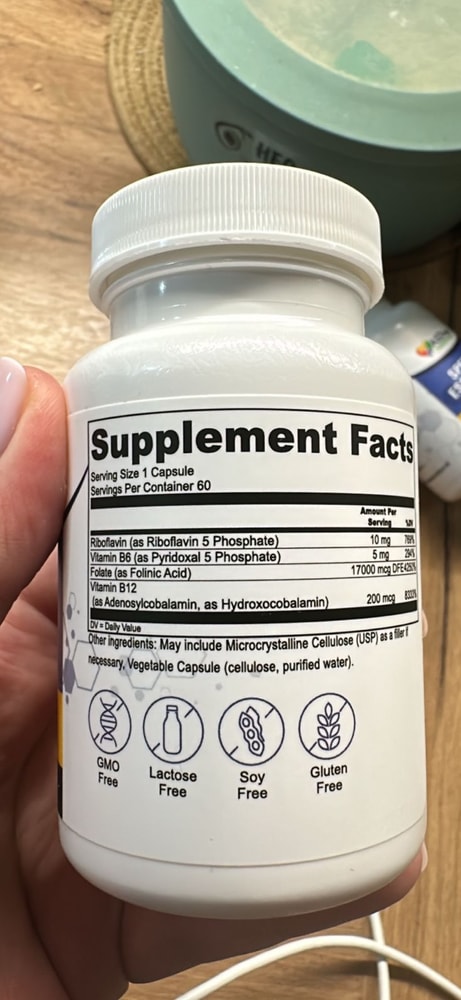 Supplement Facts
Serving Size 1 Capsule
Servings Per Container 60
Amount Per
Serving %DV
Riboflavin (as Riboflavin 5 Phosphate) 10 mg 769%
Vitamin B6 (as Pyridoxal 5 Phosphate) 5 mg 294%
Folate (as Folinic Acid) 17000 mcg DFE 4250%
Vitamin B12
(as Adenosylcobalamin, as Hydroxocobalamin) 200 mcg
DV = Daily Value
Other ingredients: May include Microcrystalline Cellulose (USP) as a filler if
necessary, Vegetable Capsule (cellulose, purified water).
GMO
Free
Lactose
Free
Soy
Free
Gluten
Free